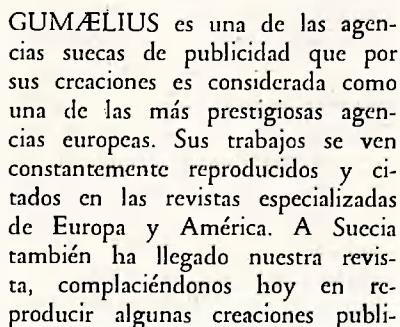 GUMÆLIUS es una de las agen-
cias suecas de publicidad que por
sus creaciones es considerada como
una de las más prestigiosas agen-
cias europeas. Sus trabajos se ven
constantemente reproducidos y ci-
tados en las revistas especializadas
de Europa y América. A Suecia
también ha llegado nuestra revis-
ta, complaciéndonos hoy en re-
producir algunas creaciones publi-